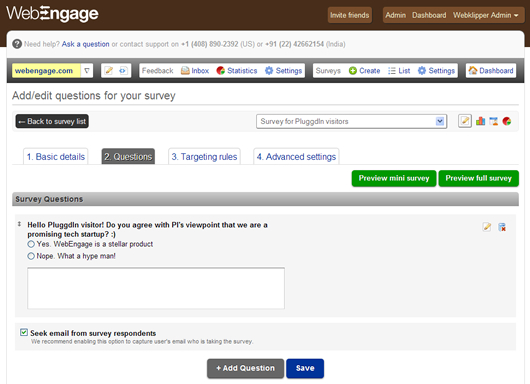 WebEngage
Invite friends
Admin Dashboard Webklipper Admin
Need help? Ask a question or contact support on +1 (408) 890-2392 (US) or +91 (22) 42662154 (India)
webengage.com Feedback Inbox Statistics Settings Surveys Create List Settings Dashboard
Add/edit questions for your survey
← Back to survey list
Survey for PluggdIn visitors
1. Basic details 2. Questions 3. Targeting rules 4. Advanced settings
Preview mini survey Preview full survey
Survey Questions
Hello PluggdIn visitor! Do you agree with PI's viewpoint that we are a
promising tech startup? :)
Yes. WebEngage is a stellar product
Nope. What a hype man!
Seek email from survey respondents
We recommend enabling this option to capture user's email who is taking the survey.
+ Add Question Save